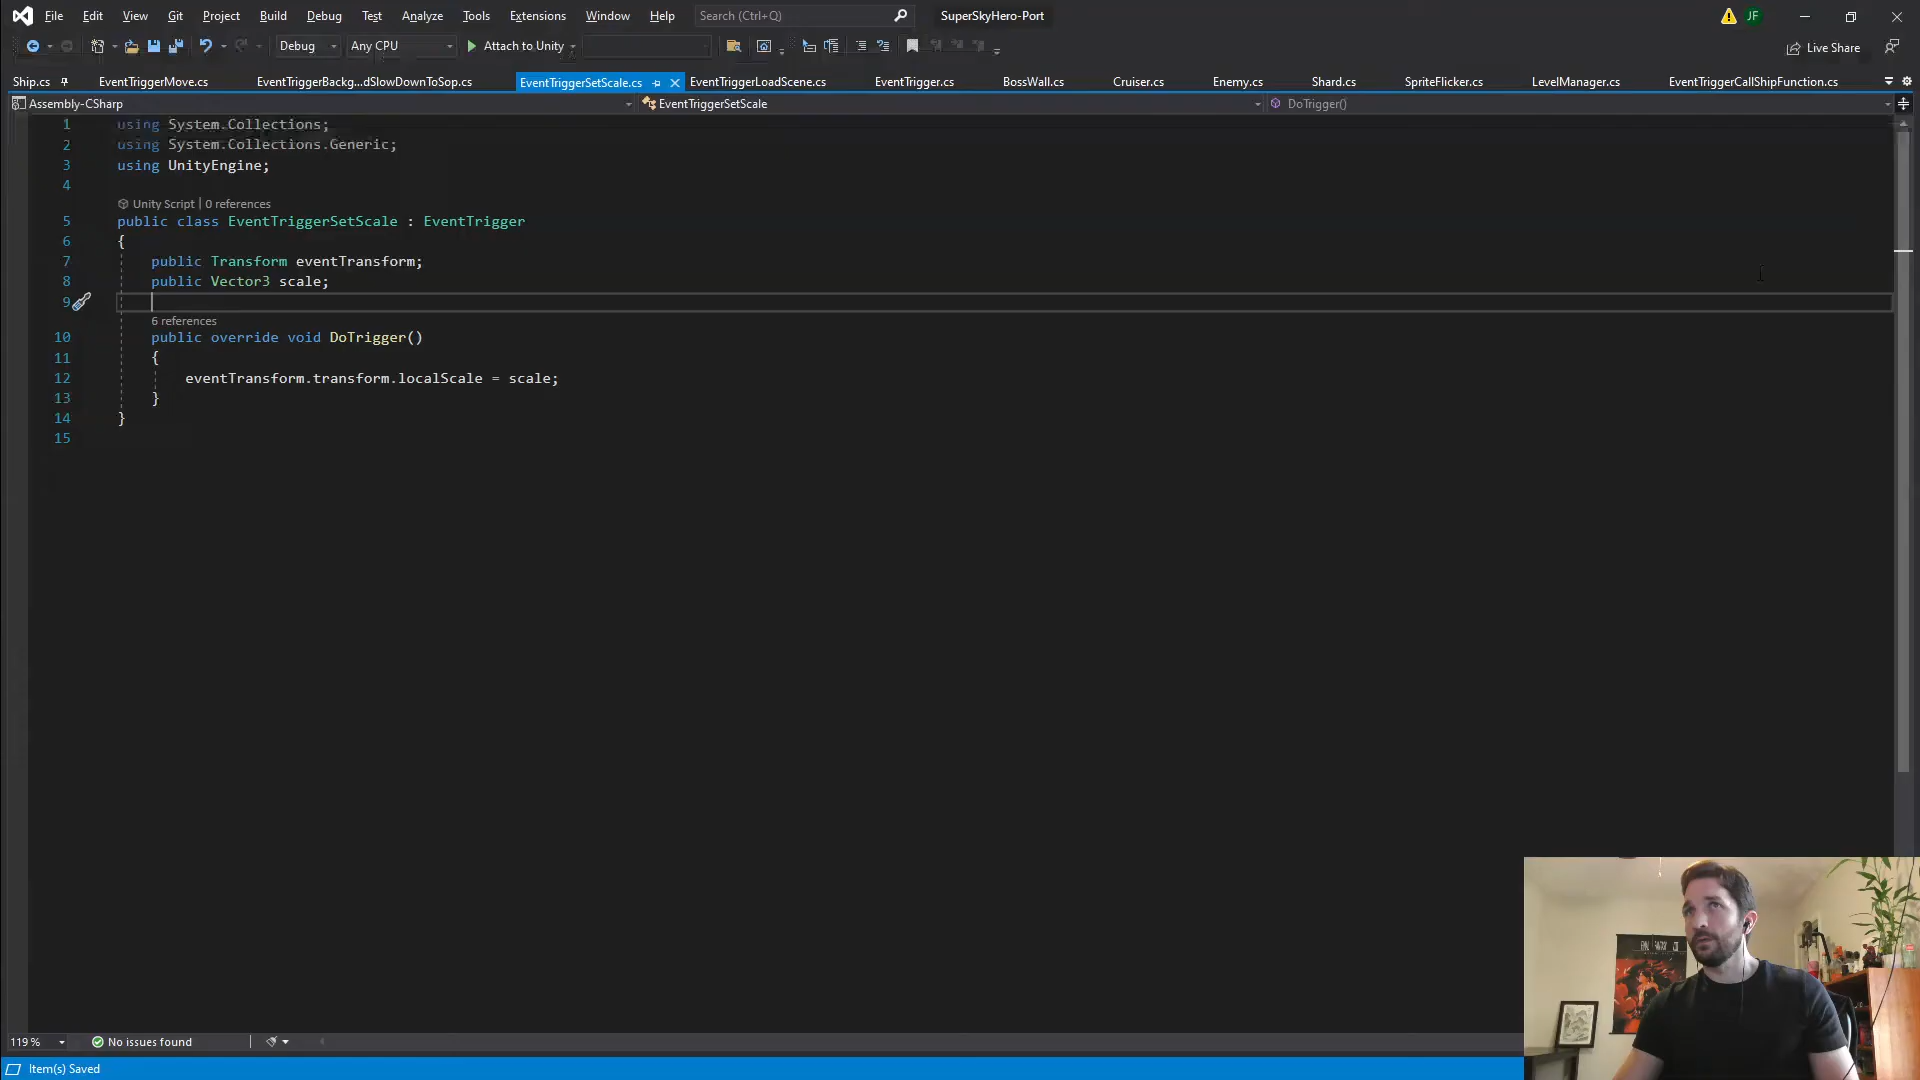 File Edit View Git Project Build Debug Test Analyze Tools Extensions Window Help Search (Ctrl+Q) SuperSkyHero-Port JF
Debug Any CPU Attach to Unity Live Share
Ship.cs EventTriggerMove.cs EventTriggerBackg...dSlowDownToSop.cs EventTriggerSetScale.cs EventTriggerLoadScene.cs EventTrigger.cs BossWall.cs Cruiser.cs Enemy.cs Shard.cs SpriteFlicker.cs LevelManager.cs EventTriggerCallShipFunction.cs
Assembly-CSharp EventTriggerSetScale DoTrigger()
1 using System.Collections;
2 using System.Collections.Generic;
3 using UnityEngine;
4
Unity Script | 0 references
5 public class EventTriggerSetScale : EventTrigger
6 {
7 public Transform eventTransform;
8 public Vector3 scale;
9
6 references
10 public override void DoTrigger()
11 {
12 eventTransform.transform.localScale = scale;
13 }
14 }
15
119 % No issues found
Item(s) Saved